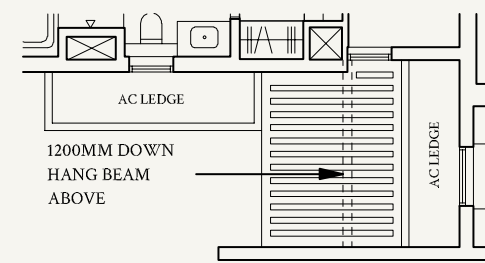 AC LEDGE
1200MM DOWN
HANG BEAM
ABOVE
AC LEDGE